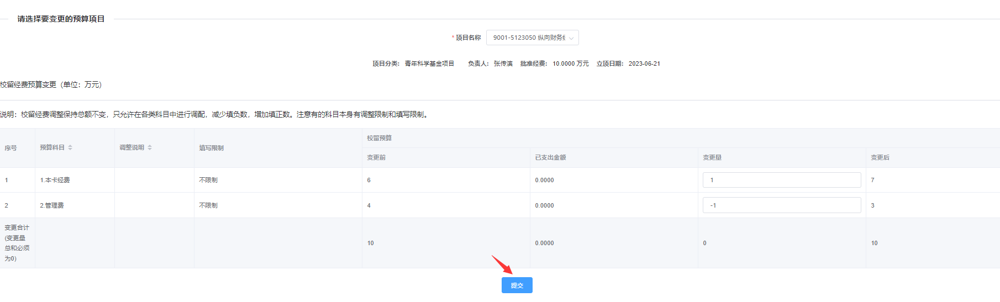 请选择要变更的预算项目
* 项目名称 9001-5123050 纵向财务
项目分类： 青年科学基金项目 负责人： 张传滨 批准经费： 10.0000 万元 立顶日期： 2023-06-21
校留经费预算变更（单位：万元）
说明：校留经费调整保持总额不变，只允许在各类科目中进行调配，减少填负数，增加填正数。注意有的科目本身有调整限制和填写限制。
序号 预算科目 调整说明 填写限制 校留预算
变更前 已支出金额 变更量 变更后
1 1.本卡经费 不限制 6 0.0000 1 7
2 2.管理费 不限制 4 0.0000 -1 3
变更合计
(变更量
总和必须
为0) 10 0.0000 0 10
提交